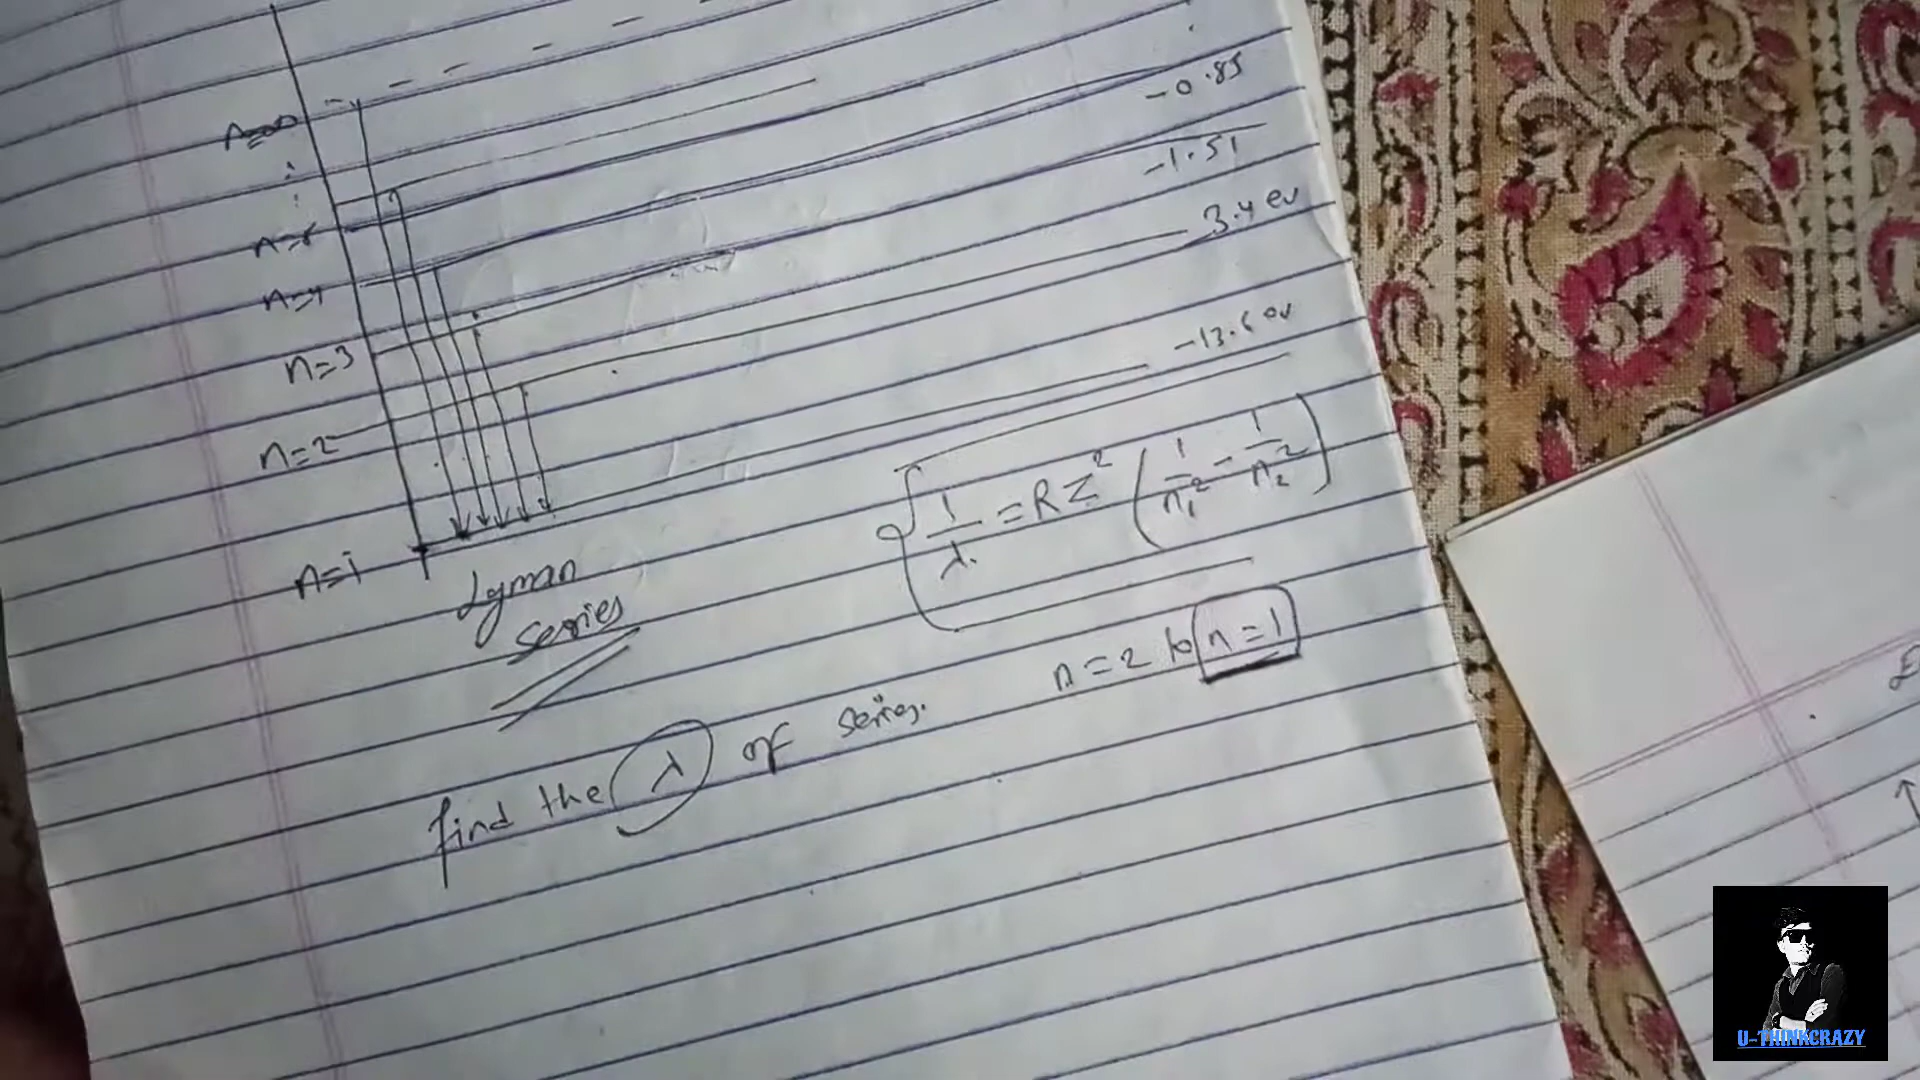 n=∞
-0.85
n=5
-1.51
n=4
3.4 ev
n=3
-13.6 ev
n=2
1/λ = RZ² (1/n₁² - 1/n₂²)
n=1
Lyman
series
n=2 to n=1
find the λ of series.
U-THINKCRAZY